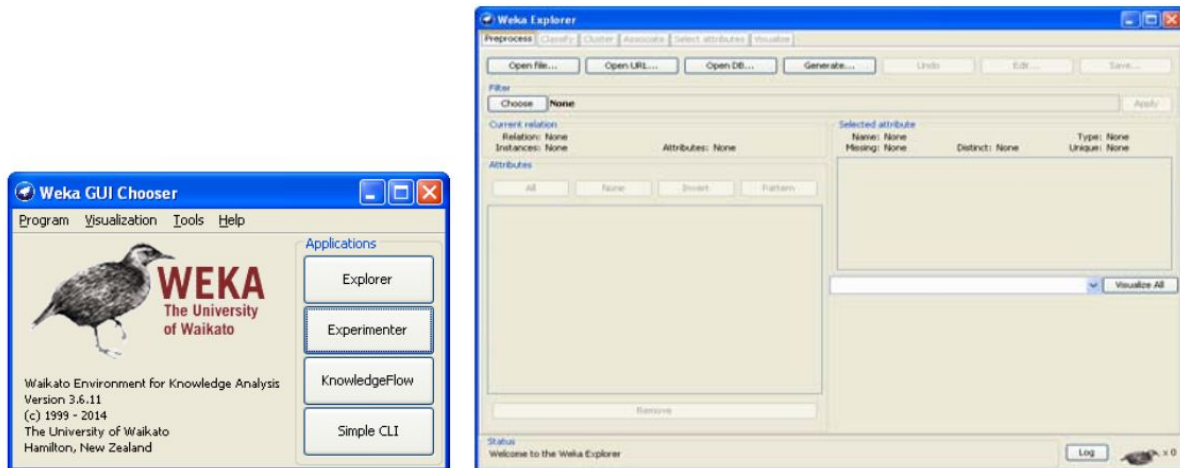 Weka GUI Chooser
Program Visualization Tools Help
WEKA
The University
of Waikato
Waikato Environment for Knowledge Analysis
Version 3.6.11
(c) 1999 - 2014
The University of Waikato
Hamilton, New Zealand
Applications
Explorer
Experimenter
KnowledgeFlow
Simple CLI
Weka Explorer
Preprocess Classify Cluster Associate Select attributes Visualize
Open file... Open URL... Open DB... Generate... Undo Edit... Save...
Filter
Choose None Apply
Current relation
Relation: None
Instances: None Attributes: None
Attributes
All None Invert Pattern
Remove
Selected attribute
Name: None Type: None
Missing: None Distinct: None Unique: None
Visualize All
Status
Welcome to the Weka Explorer
Log x 0